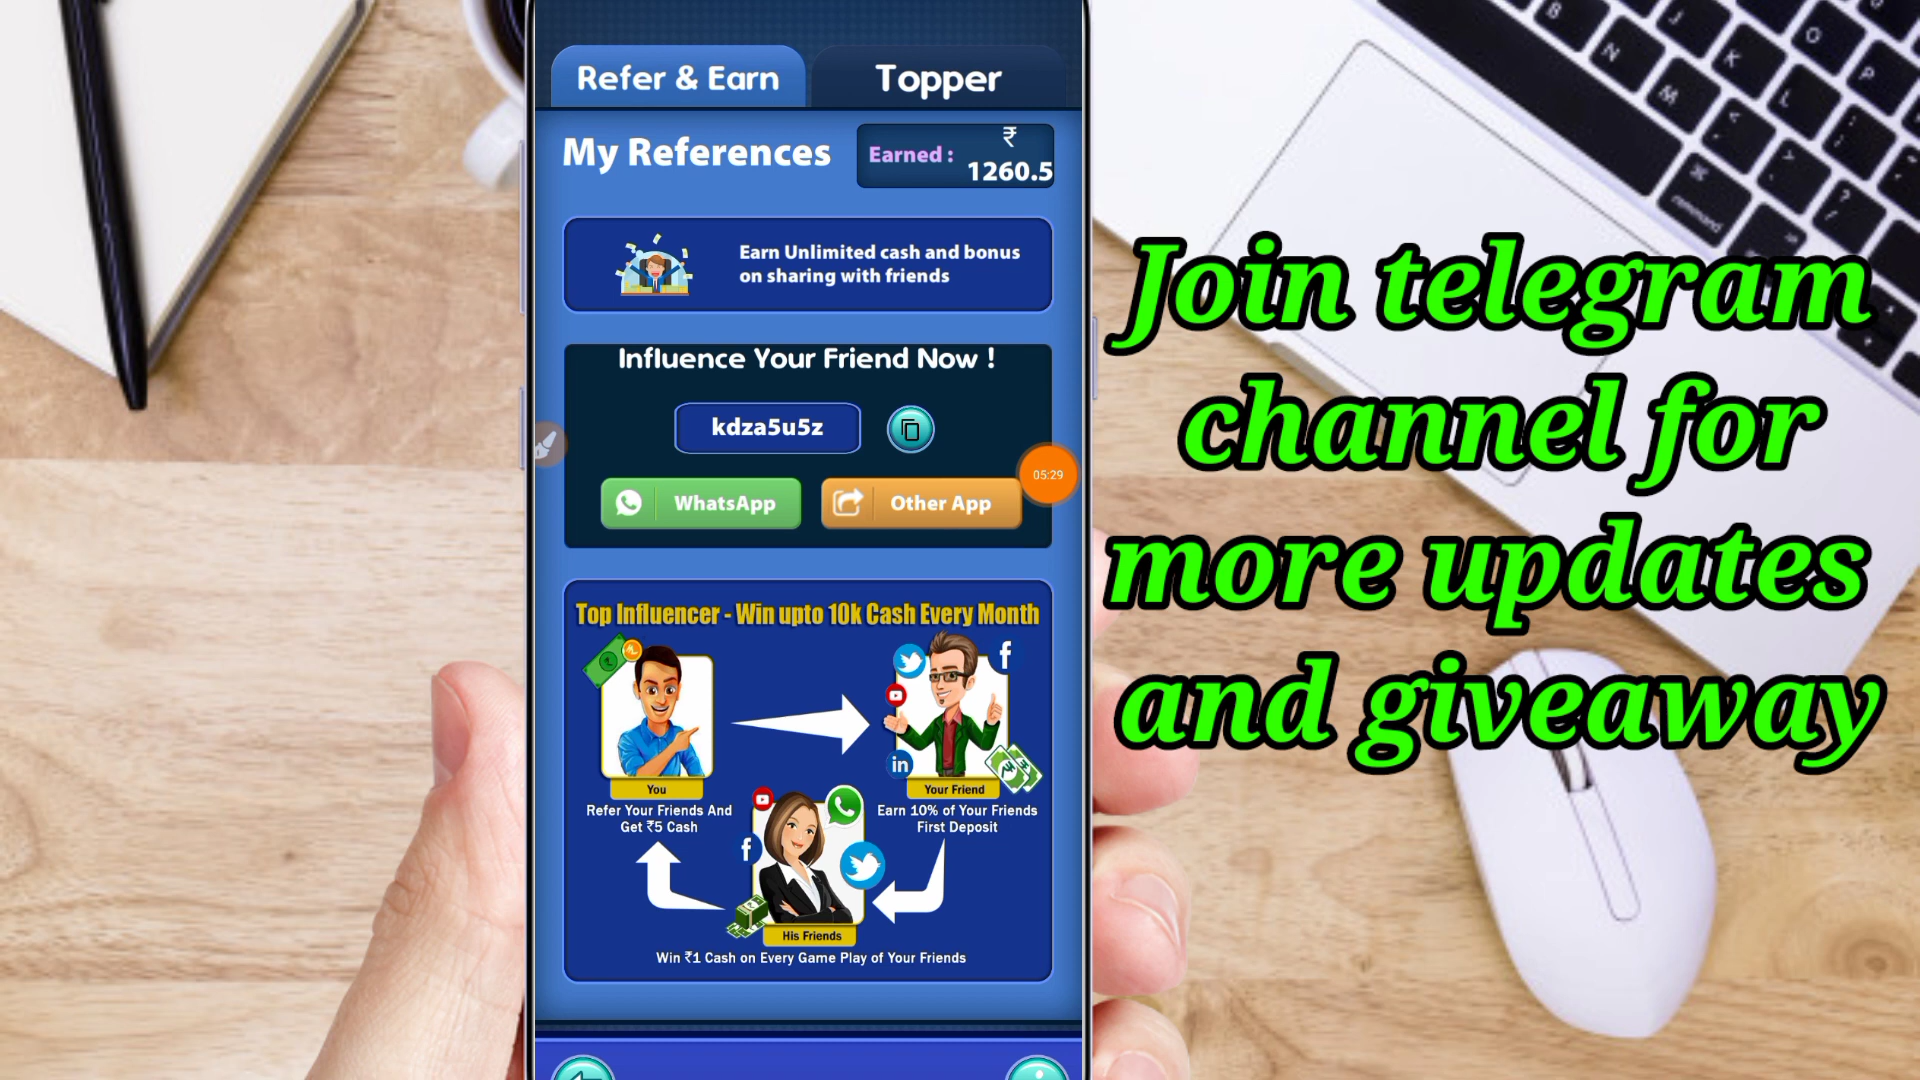 Refer & Earn
Topper
My References
Earned :
₹
1260.5
Earn Unlimited cash and bonus
on sharing with friends
Influence Your Friend Now !
kdza5u5z
05:29
WhatsApp
Other App
Top Influencer - Win upto 10k Cash Every Month
You
Refer Your Friends And
Get ₹5 Cash
Your Friend
Earn 10% of Your Friends
First Deposit
His Friends
Win ₹1 Cash on Every Game Play of Your Friends
Join telegram
channel for
more updates
and giveaway
B
J
O
N
K
P
M
L
command